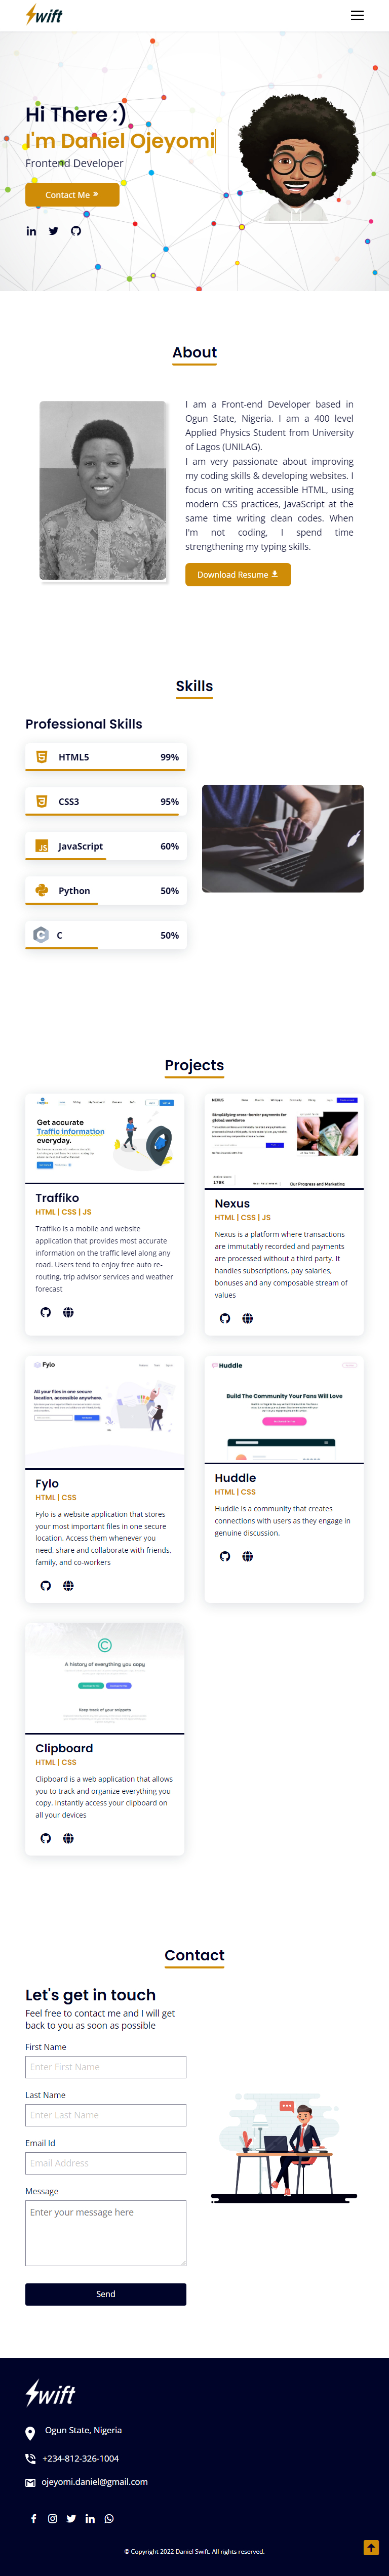 Swift
Hi There :)
I'm Daniel Ojeyomi
Frontend Developer
Contact Me »
About
I am a Front-end Developer based in
Ogun State, Nigeria. I am a 400 level
Applied Physics Student from University
of Lagos (UNILAG).
I am very passionate about improving
my coding skills & developing websites. I
focus on writing accessible HTML, using
modern CSS practices, JavaScript at the
same time writing clean codes. When
I'm not coding, I spend time
strengthening my typing skills.
Download Resume
Skills
Professional Skills
HTML5 99%
CSS3 95%
JS JavaScript 60%
Python 50%
C C 50%
Projects
Get accurate
Traffic information
everyday.
Traffiko
HTML | CSS | JS
Traffiko is a mobile and website
application that provides most accurate
information on the traffic level along any
road. Users tend to enjoy free auto re-
routing, trip advisor services and weather
forecast
NEXUS
Simplifying cross-border payments for
global workforce
Our Progress and Marketing
Nexus
HTML | CSS | JS
Nexus is a platform where transactions
are immutably recorded and payments
are processed without a third party. It
handles subscriptions, pay salaries,
bonuses and any composable stream of
values
Fylo
All your files in one secure
location, accessible anywhere.
Fylo
HTML | CSS
Fylo is a website application that stores
your most important files in one secure
location. Access them whenever you
need, share and collaborate with friends,
family, and co-workers
Huddle
Build The Community Your Fans Will Love
Huddle
HTML | CSS
Huddle is a community that creates
connections with users as they engage in
genuine discussion.
A history of everything you copy
Keep track of your snippets
Clipboard
HTML | CSS
Clipboard is a web application that allows
you to track and organize everything you
copy. Instantly access your clipboard on
all your devices
Contact
Let's get in touch
Feel free to contact me and I will get
back to you as soon as possible
First Name
Enter First Name
Last Name
Enter Last Name
Email Id
Email Address
Message
Enter your message here
Send
Swift
Ogun State, Nigeria
+234-812-326-1004
ojeyomi.daniel@gmail.com
© Copyright 2022 Daniel Swift. All rights reserved.